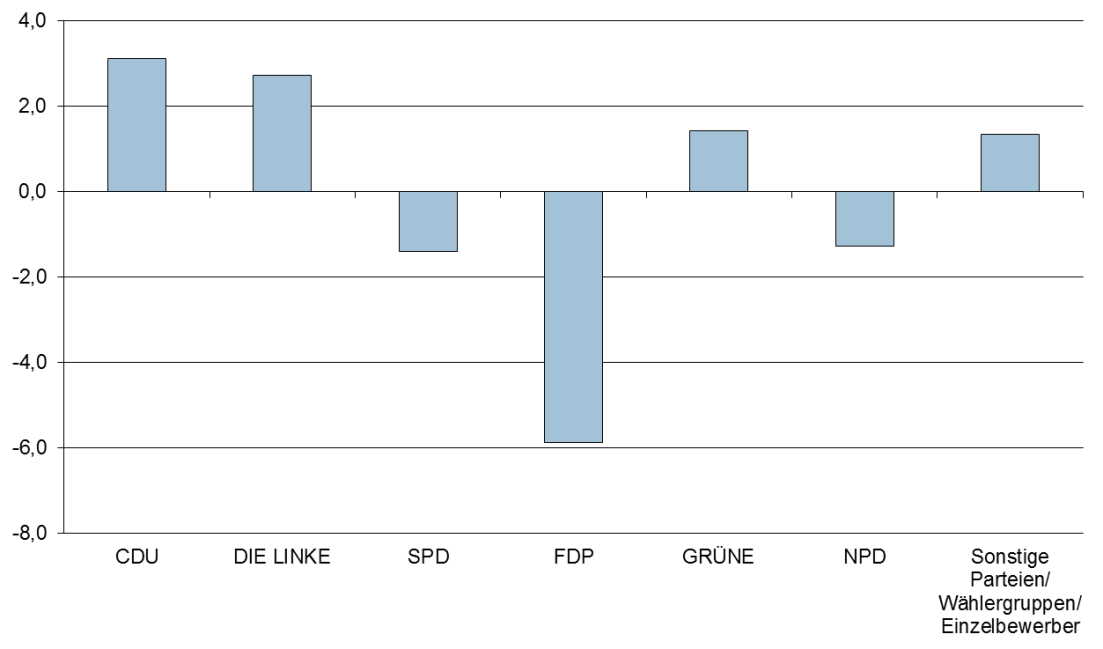 4,0
2,0
0,0
-2,0
-4,0
-6,0
-8,0
CDU
DIE LINKE
SPD
FDP
GRÜNE
NPD
Sonstige
Parteien/
Wählergruppen/
Einzelbewerber